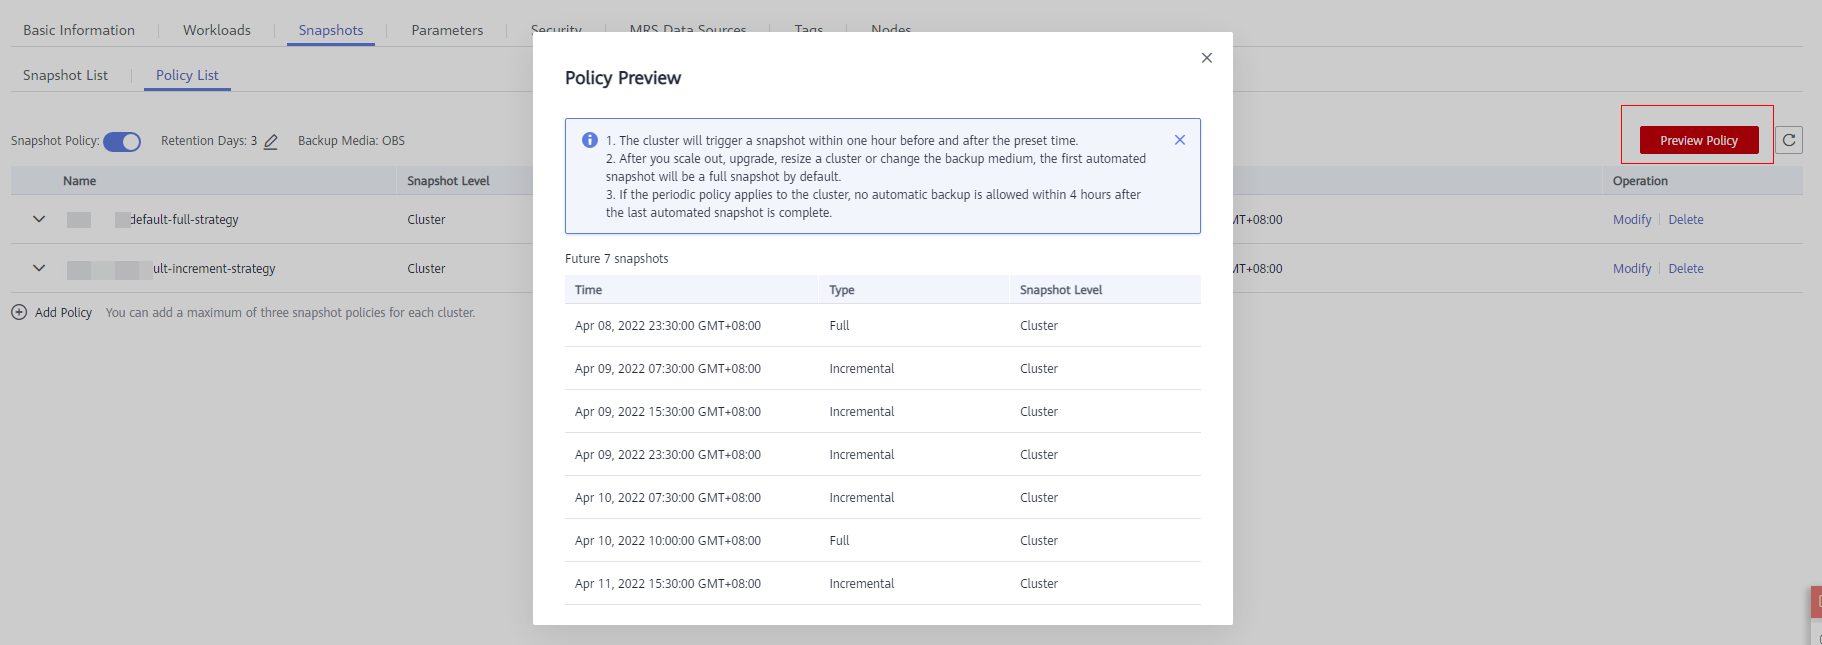 Basic Information Workloads Snapshots Parameters Security MRS Data Sources Tags Nodes
Snapshot List Policy List
Snapshot Policy: Retention Days: 3 Backup Media: OBS
Preview Policy
Name Snapshot Level Operation
default-full-strategy Cluster MT+08:00 Modify Delete
ult-increment-strategy Cluster MT+08:00 Modify Delete
Add Policy You can add a maximum of three snapshot policies for each cluster.
Policy Preview
1. The cluster will trigger a snapshot within one hour before and after the preset time.
2. After you scale out, upgrade, resize a cluster or change the backup medium, the first automated
snapshot will be a full snapshot by default.
3. If the periodic policy applies to the cluster, no automatic backup is allowed within 4 hours after
the last automated snapshot is complete.
Future 7 snapshots
Time Type Snapshot Level
Apr 08, 2022 23:30:00 GMT+08:00 Full Cluster
Apr 09, 2022 07:30:00 GMT+08:00 Incremental Cluster
Apr 09, 2022 15:30:00 GMT+08:00 Incremental Cluster
Apr 09, 2022 23:30:00 GMT+08:00 Incremental Cluster
Apr 10, 2022 07:30:00 GMT+08:00 Incremental Cluster
Apr 10, 2022 10:00:00 GMT+08:00 Full Cluster
Apr 11, 2022 15:30:00 GMT+08:00 Incremental Cluster